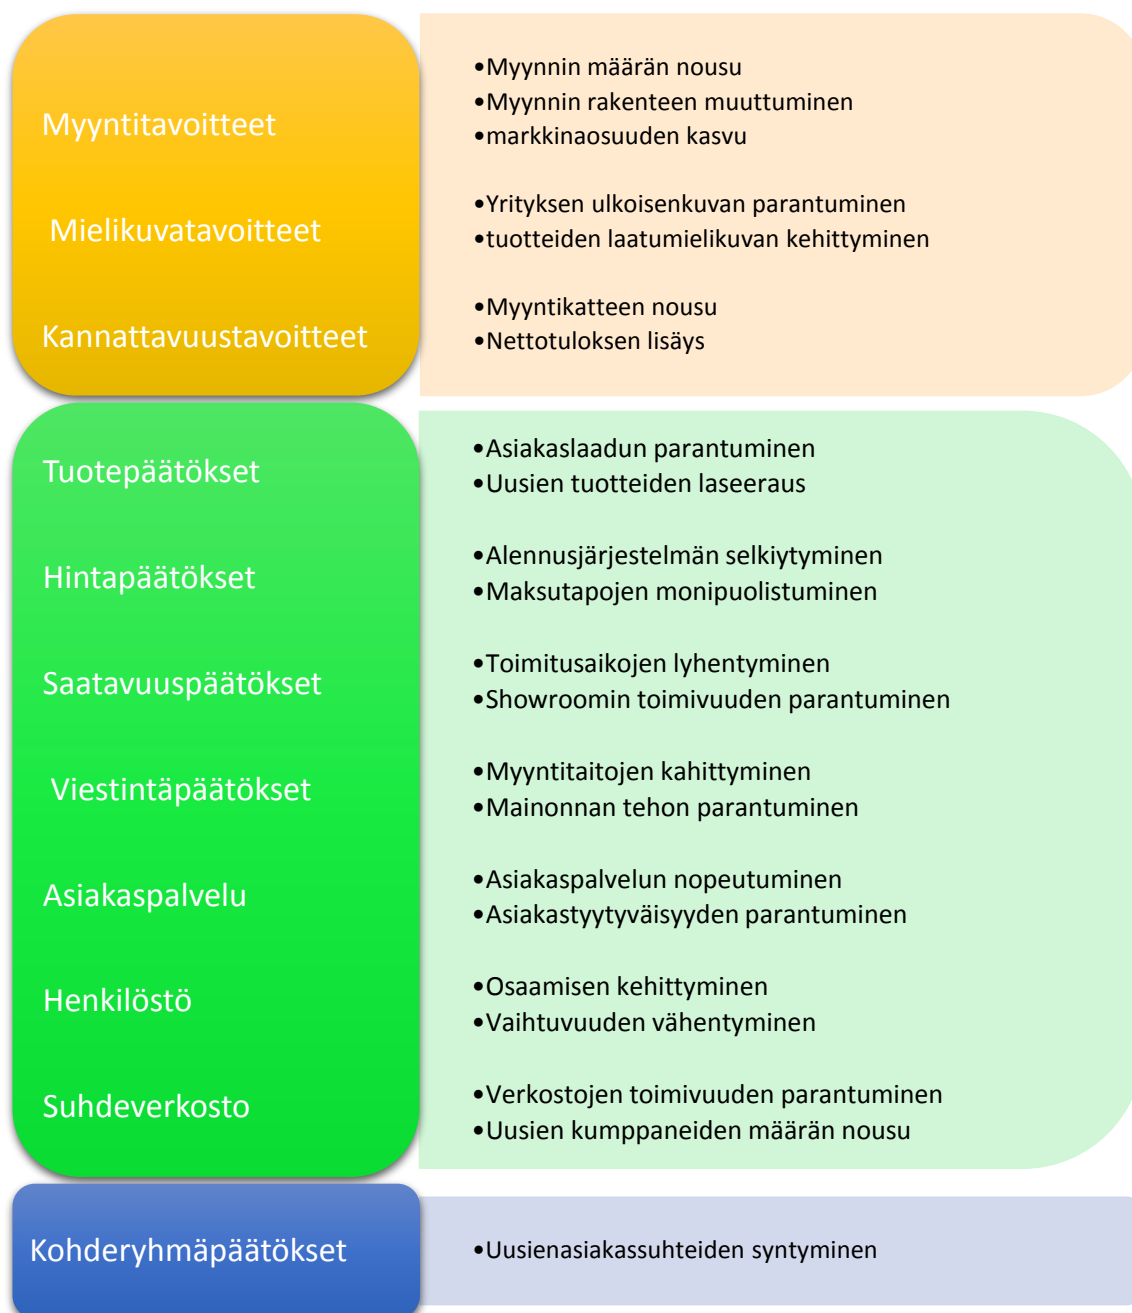 Myyntitavoitteet
•Myynnin määrän nousu
•Myynnin rakenteen muuttuminen
•markkinaosuuden kasvu
Mielikuvatavoitteet
•Yrityksen ulkoisenkuvan parantuminen
•tuotteiden laatumielikuvan kehittyminen
Kannattavuustavoitteet
•Myyntikatteen nousu
•Nettotuloksen lisäys
Tuotepäätökset
•Asiakaslaadun parantuminen
•Uusien tuotteiden laseeraus
Hintapäätökset
•Alennusjärjestelmän selkiytyminen
•Maksutapojen monipuolistuminen
Saatavuuspäätökset
•Toimitusaikojen lyhentyminen
•Showroomin toimivuuden parantuminen
Viestintäpäätökset
•Myyntitaitojen kahittyminen
•Mainonnan tehon parantuminen
Asiakaspalvelu
•Asiakaspalvelun nopeutuminen
•Asiakastyytyväisyyden parantuminen
Henkilöstö
•Osaamisen kehittyminen
•Vaihtuvuuden vähentyminen
Suhdeverkosto
•Verkostojen toimivuuden parantuminen
•Uusien kumppaneiden määrän nousu
Kohderyhmäpäätökset
•Uusienasiakassuhteiden syntyminen